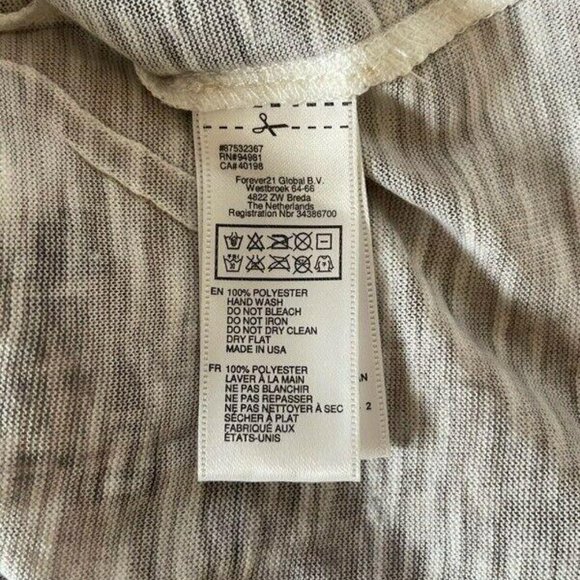 #87532367
RN#94981
CA#40198
Forever21 Global B.V.
Westbroek 64-66
4822 ZW Breda
The Netherlands
Registration Nbr 34386700
EN 100% POLYESTER
HAND WASH
DO NOT BLEACH
DO NOT IRON
DO NOT DRY CLEAN
DRY FLAT
MADE IN USA
FR 100% POLYESTER
LAVER À LA MAIN
NE PAS BLANCHIR
NE PAS REPASSER
NE PAS NETTOYER À SEC
SÉCHER À PLAT
FABRIQUÉ AUX
ÉTATS-UNIS
AN
2